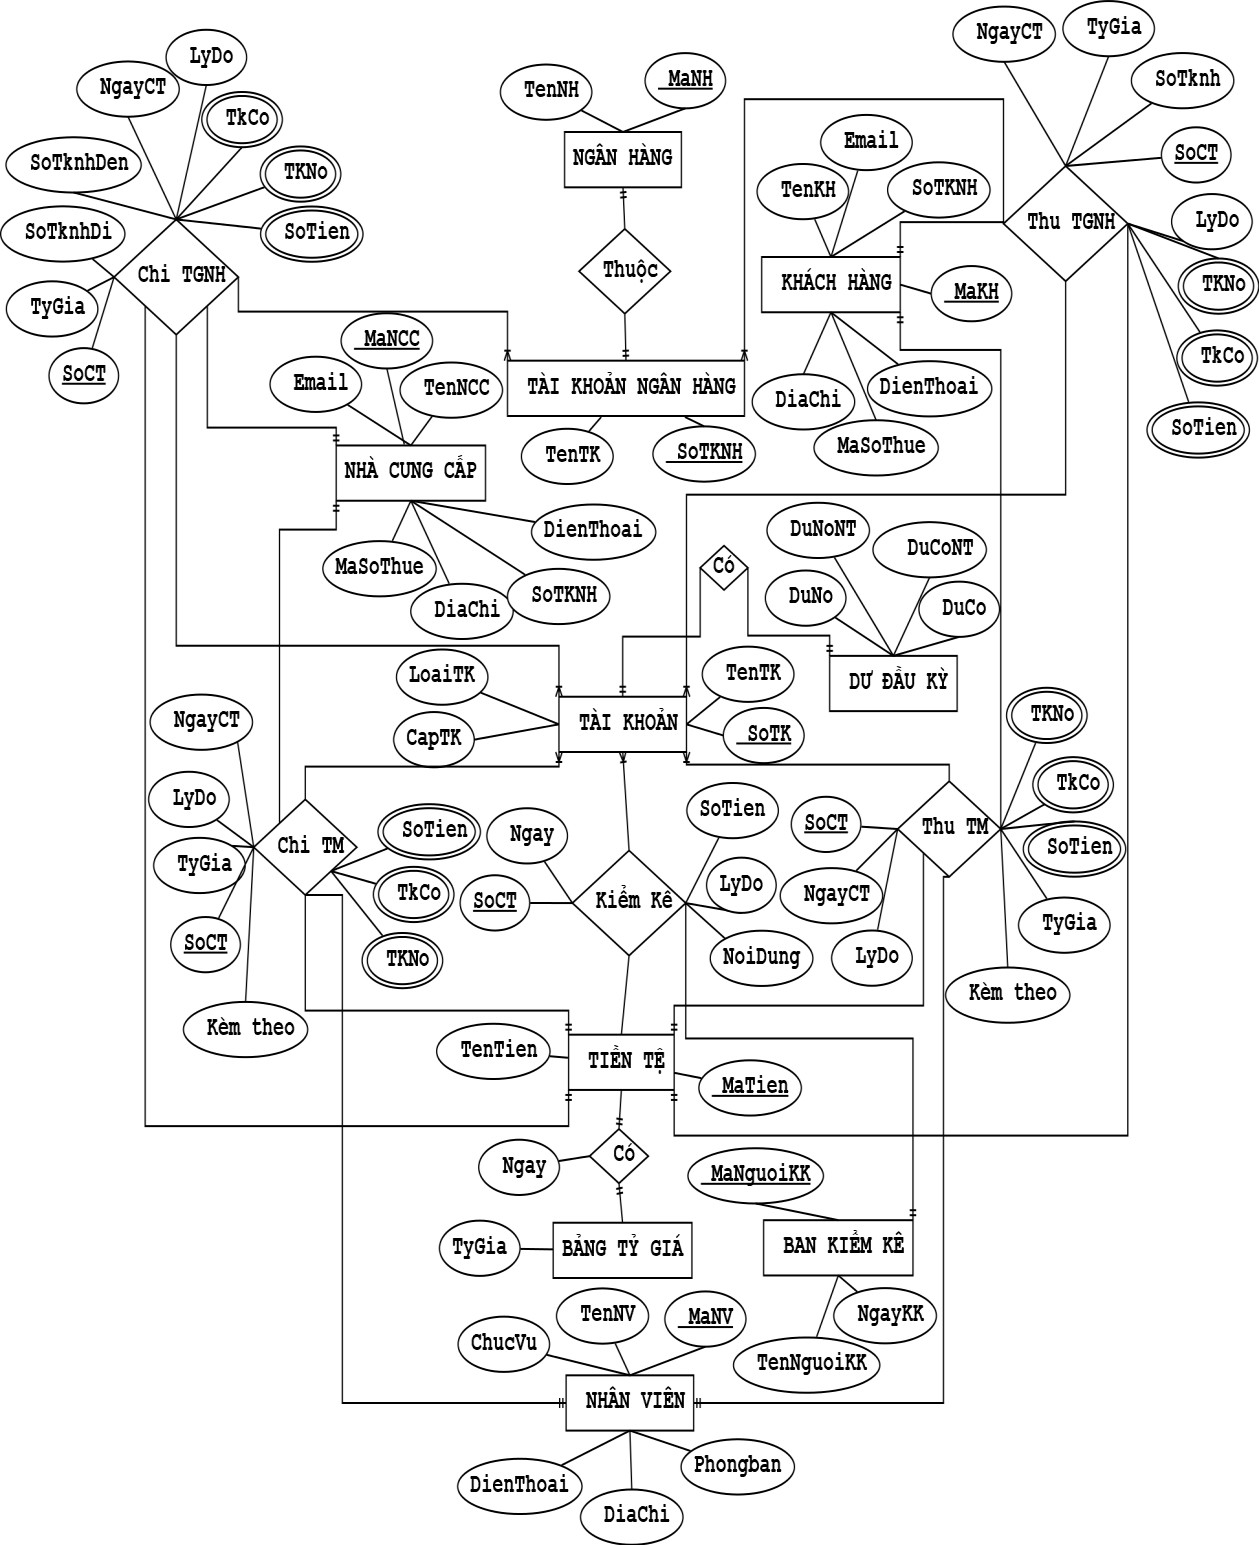 NgayCT
TyGia
LyDo
NgayCT
TenNH
MaNH
SoTknh
TkCo
Email
SoCT
SoTknhDen
TKNo
NGÂN HÀNG
TenKH
SoTKNH
SoTknhDi
SoTien
Thu TGNH
LyDo
Chi TGNH
Thuộc
KHÁCH HÀNG
MaKH
TKNo
TyGia
MaNCC
TkCo
SoCT
Email
TenNCC
TÀI KHOẢN NGÂN HÀNG
DiaChi
DienThoai
SoTien
TenTK
SoTKNH
MaSoThue
NHÀ CUNG CẤP
DienThoai
DuNoNT
DuCoNT
MaSoThue
Có
DiaChi
SoTKNH
DuNo
DuCo
LoaiTK
TenTK
DƯ ĐẦU KỲ
NgayCT
CapTK
TÀI KHOẢN
SoTK
TKNo
LyDo
TkCo
SoTien
Ngay
SoTien
SoCT
Thu TM
TyGia
Chi TM
SoTien
TkCo
SoCT
Kiểm Kê
LyDo
NgayCT
TyGia
SoCT
TKNo
NoiDung
LyDo
Kèm theo
Kèm theo
TenTien
TIỀN TỆ
MaTien
Ngay
Có
MaNguoiKK
TyGia
BẢNG TỶ GIÁ
BAN KIỂM KÊ
ChucVu
TenNV
MaNV
NgayKK
TenNguoiKK
NHÂN VIÊN
DienThoai
DiaChi
Phongban